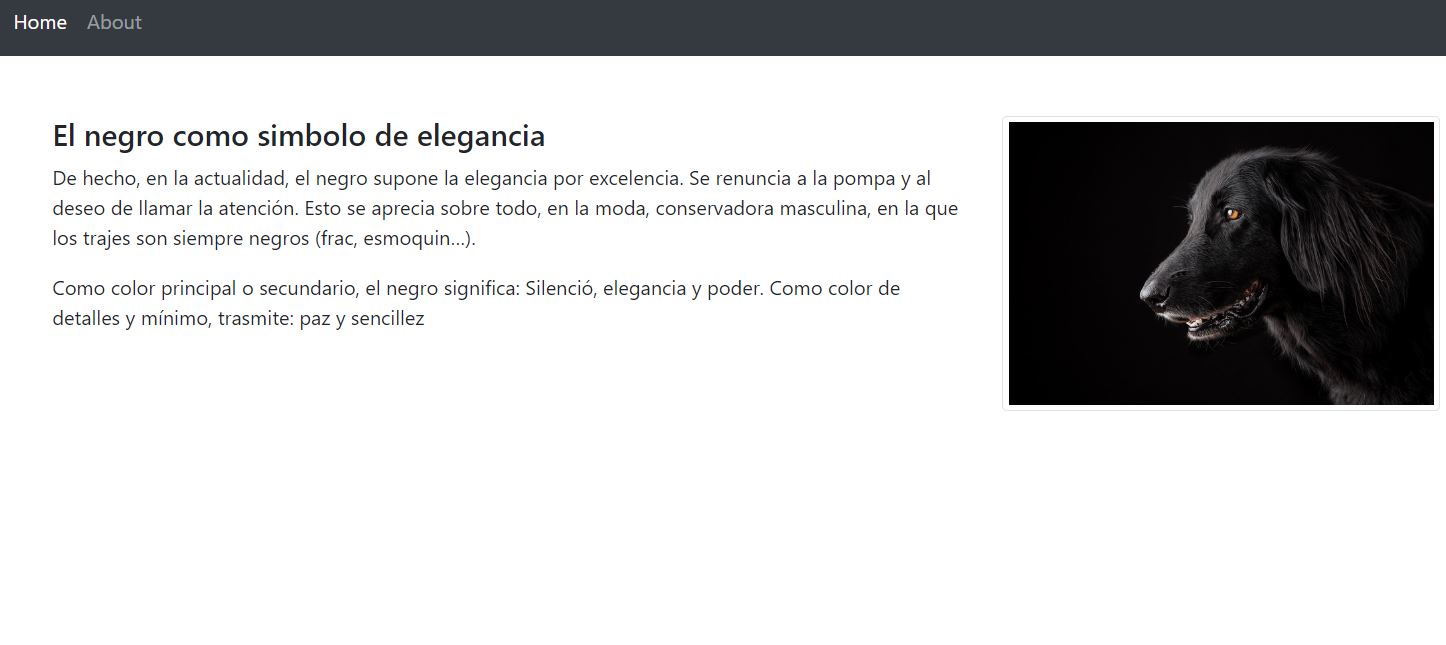 Home About
El negro como simbolo de elegancia
De hecho, en la actualidad, el negro supone la elegancia por excelencia. Se renuncia a la pompa y al
deseo de llamar la atención. Esto se aprecia sobre todo, en la moda, conservadora masculina, en la que
los trajes son siempre negros (frac, esmoquin...).
Como color principal o secundario, el negro significa: Silenció, elegancia y poder. Como color de
detalles y mínimo, trasmite: paz y sencillez